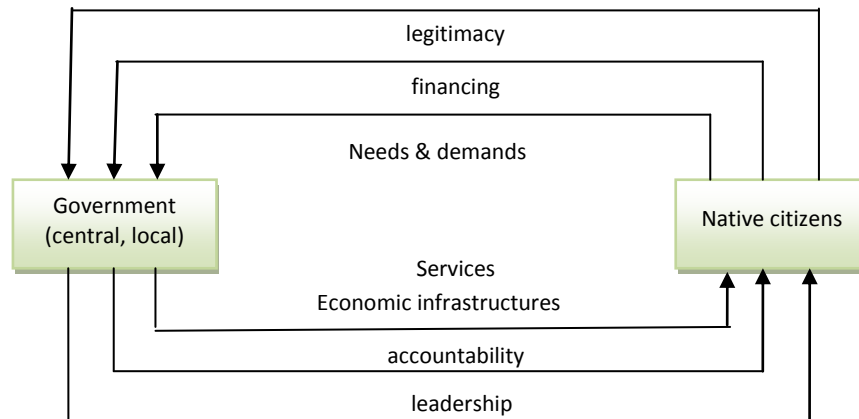 legitimacy
financing
Needs & demands
Government
(central, local)
Native citizens
Services
Economic infrastructures
accountability
leadership